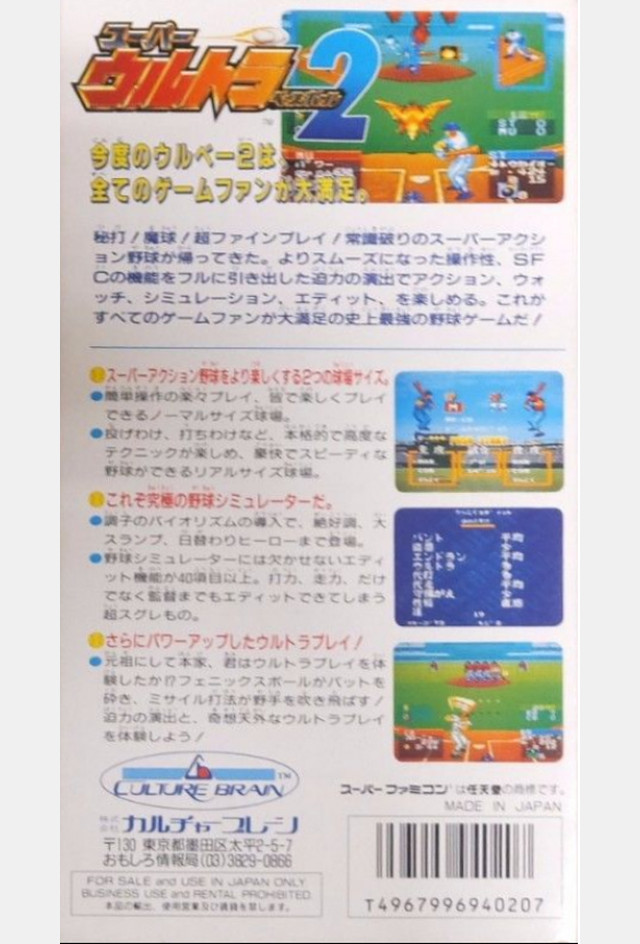 スーパー
ウルトラ
ベースボール2
今度のウルベー2は、
全てのゲームファンが大満足。
秘打！魔球！超ファインプレイ！常識破りのスーパーアクシ
ョン野球が帰ってきた。よりスムーズになった操作性、SF
Cの機能をフルに引き出した迫力の演出でアクション、ウォ
ッチ、シミュレーション、エディット、を楽しめる。これが
すべてのゲームファンが大満足の史上最強の野球ゲームだ！
スーパーアクション野球をより楽しくする2つの球場サイズ。
●簡単操作の楽々プレイ、皆で楽しくプレイ
できるノーマルサイズ球場。
●投げわけ、打ちわけなど、本格的で高度な
テクニックが楽しめ、豪快でスピーディな
野球ができるリアルサイズ球場。
これぞ究極の野球シミュレーターだ。
●調子のバイオリズムの導入で、絶好調、大
スランプ、日替わりヒーローまで登場。
●野球シミュレーターには欠かせないエディ
ット機能が40項目以上。打力、走力、だけ
でなく監督までもエディットできてしまう
超スグレもの。
さらにパワーアップしたウルトラプレイ！
●元祖にして本家、君はウルトラプレイを体
験したか!?フェニックスボールがバットを
砕き、ミサイル打法が野手を吹き飛ばす！
迫力の演出と、奇想天外なウルトラプレイ
を体験しよう！
バント 平均
エンドラン 平均
ウルトラ
代打
代走 平均
守備がえ
CULTURE BRAIN™
株式会社 カルチャーブレーン
〒130 東京都墨田区太平2-5-7
おもしろ情報局(03)3829-0866
FOR SALE and USE IN JAPAN ONLY
BUSINESS USE and RENTAL PROHIBITED.
本品の輸出、使用営業及び賃貸を禁じます。
スーパーファミコン®は任天堂の商標です。
MADE IN JAPAN
T4967996940207